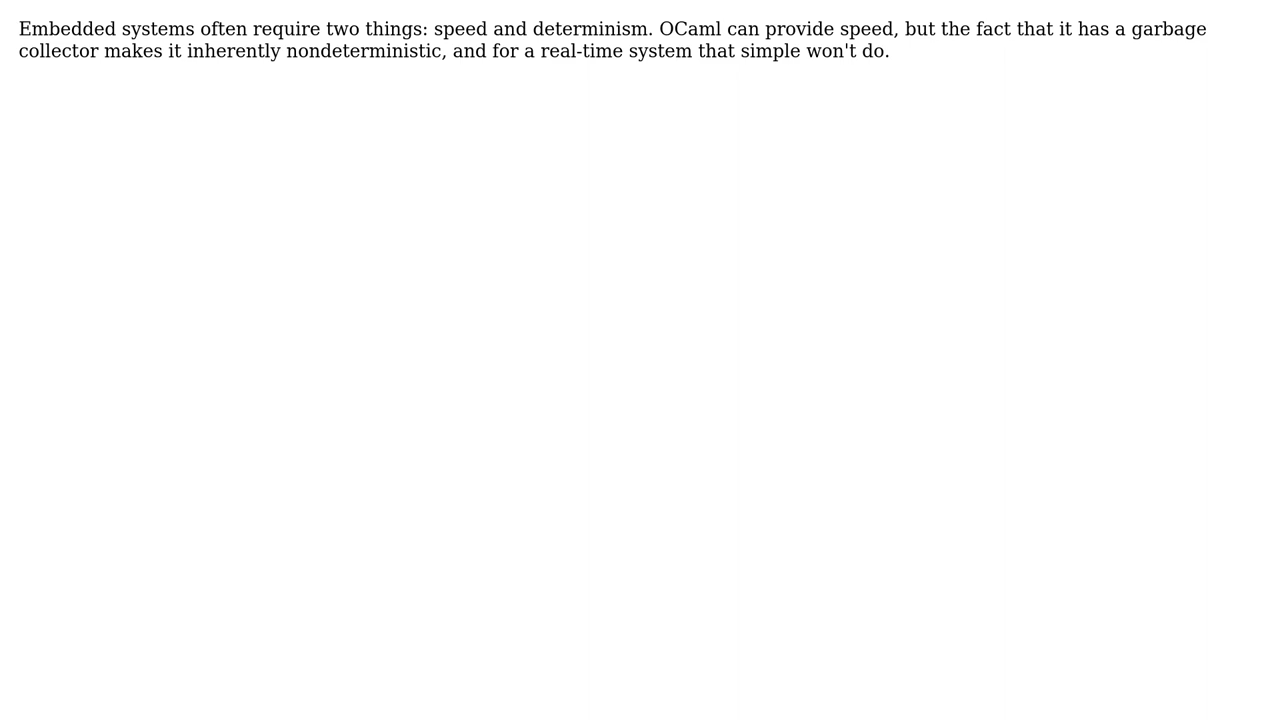 Embedded systems often require two things: speed and determinism. OCaml can provide speed, but the fact that it has a garbage
collector makes it inherently nondeterministic, and for a real-time system that simple won't do.